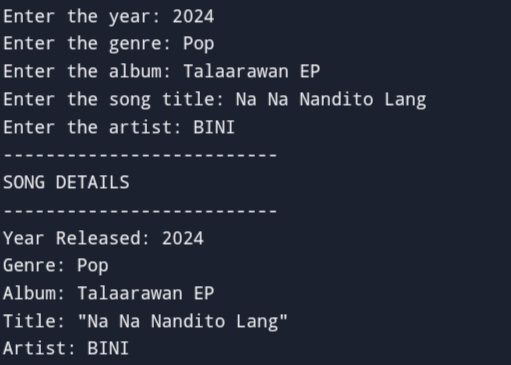 Enter the year: 2024
Enter the genre: Pop
Enter the album: Talaarawan EP
Enter the song title: Na Na Nandito Lang
Enter the artist: BINI
--------------------------
SONG DETAILS
--------------------------
Year Released: 2024
Genre: Pop
Album: Talaarawan EP
Title: "Na Na Nandito Lang"
Artist: BINI